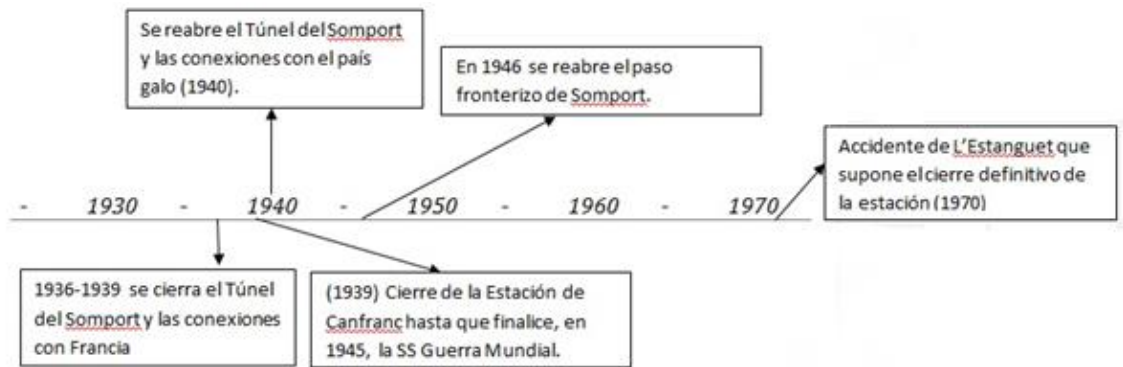 Se reabre el Túnel del Somport
y las conexiones con el país
galo (1940).
En 1946 se reabre el paso
fronterizo de Somport.
Accidente de L'Estanguet que
supone el cierre definitivo de
la estación (1970)
- 1930 - 1940 - 1950 - 1960 - 1970
1936-1939 se cierra el Túnel
del Somport y las conexiones
con Francia
(1939) Cierre de la Estación de
Canfranc hasta que finalice, en
1945, la SS Guerra Mundial.